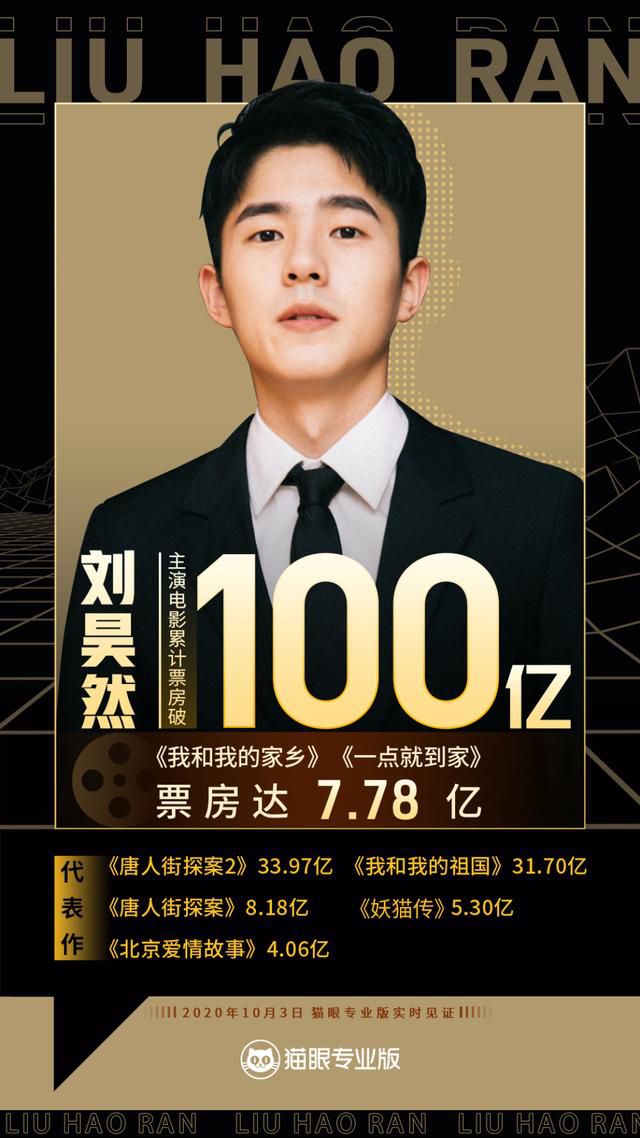 LIU HAO RAN
刘昊然
主演电影累计票房破
100亿
《我和我的家乡》《一点就到家》
票房达 7.78 亿
代表作
《唐人街探案2》33.97亿 《我和我的祖国》31.70亿
《唐人街探案》8.18亿 《妖猫传》5.30亿
《北京爱情故事》4.06亿
2020年10月3日 猫眼专业版实时见证
猫眼专业版
LIU HAO RAN LIU HAO RAN LIU HAO RAN